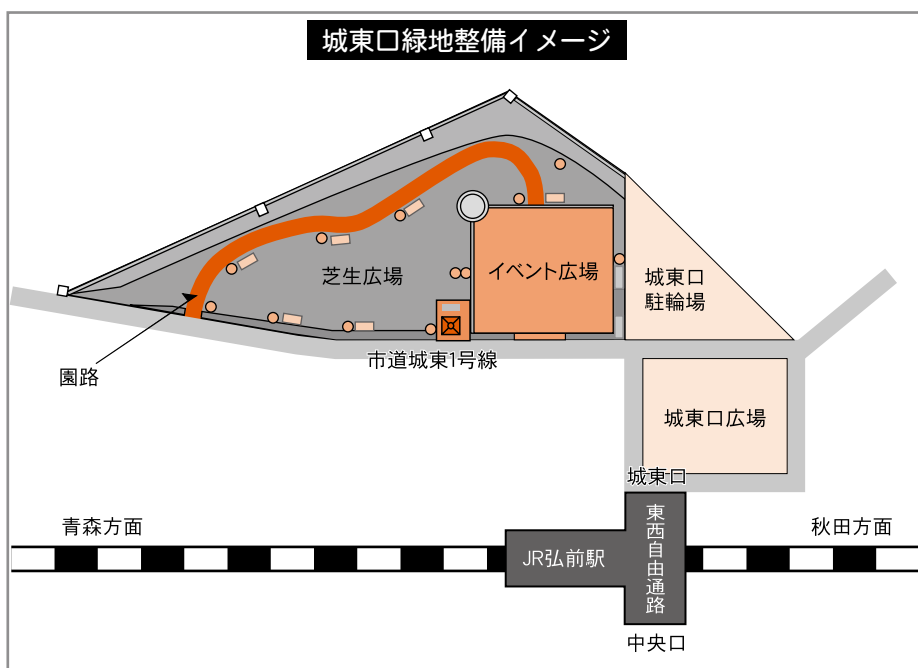 城東口緑地整備イメージ
芝生広場
イベント広場
城東口
駐輪場
市道城東1号線
園路
城東口広場
城東口
青森方面
秋田方面
JR弘前駅
東西自由通路
中央口